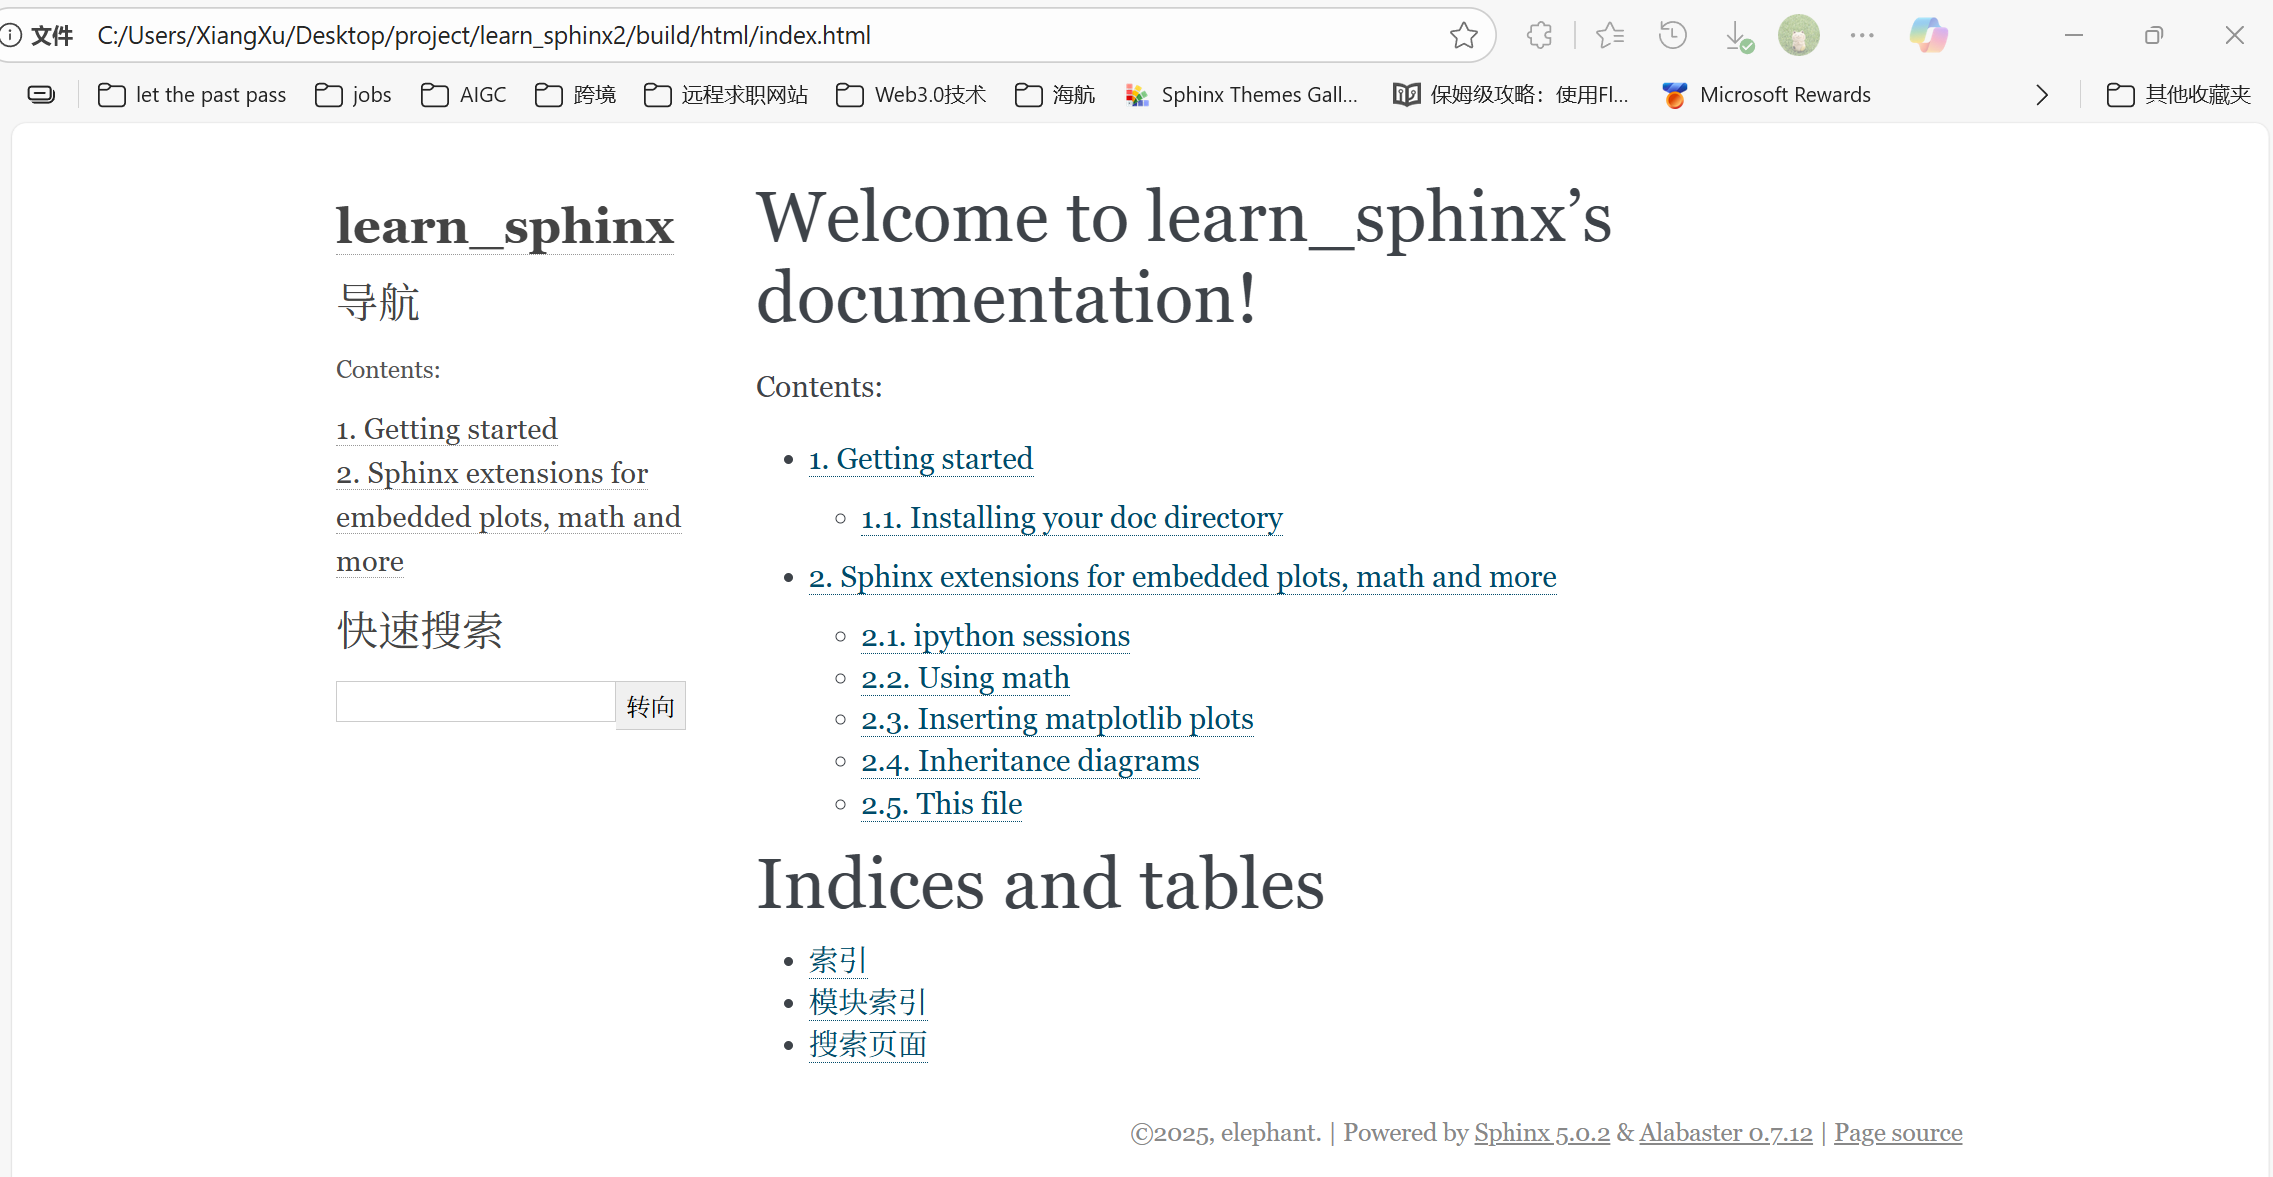 文件 C:/Users/XiangXu/Desktop/project/learn_sphinx2/build/html/index.html
let the past pass jobs AIGC 跨境 远程求职网站 Web3.0技术 海航 Sphinx Themes Gall... 保姆级攻略：使用Fl... Microsoft Rewards 其他收藏夹
learn_sphinx
导航
Contents:
1. Getting started
2. Sphinx extensions for
embedded plots, math and
more
快速搜索
转向
Welcome to learn_sphinx’s
documentation!
Contents:
1. Getting started
1.1. Installing your doc directory
2. Sphinx extensions for embedded plots, math and more
2.1. ipython sessions
2.2. Using math
2.3. Inserting matplotlib plots
2.4. Inheritance diagrams
2.5. This file
Indices and tables
索引
模块索引
搜索页面
©2025, elephant. | Powered by Sphinx 5.0.2 & Alabaster 0.7.12 | Page source